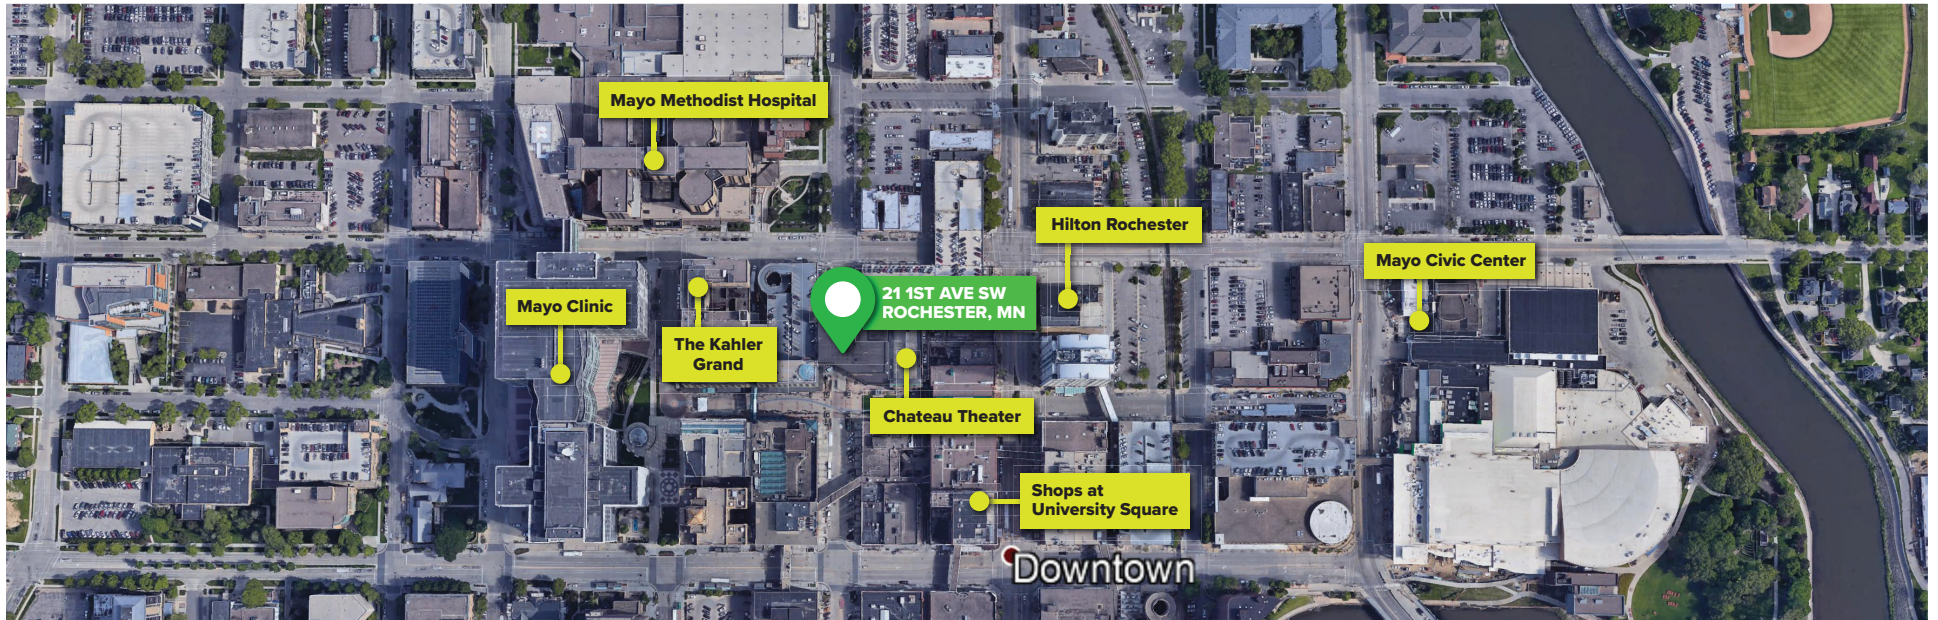 Mayo Methodist Hospital
Hilton Rochester
Mayo Civic Center
Mayo Clinic
21 1ST AVE SW
ROCHESTER, MN
The Kahler
Grand
Chateau Theater
Shops at
University Square
Downtown